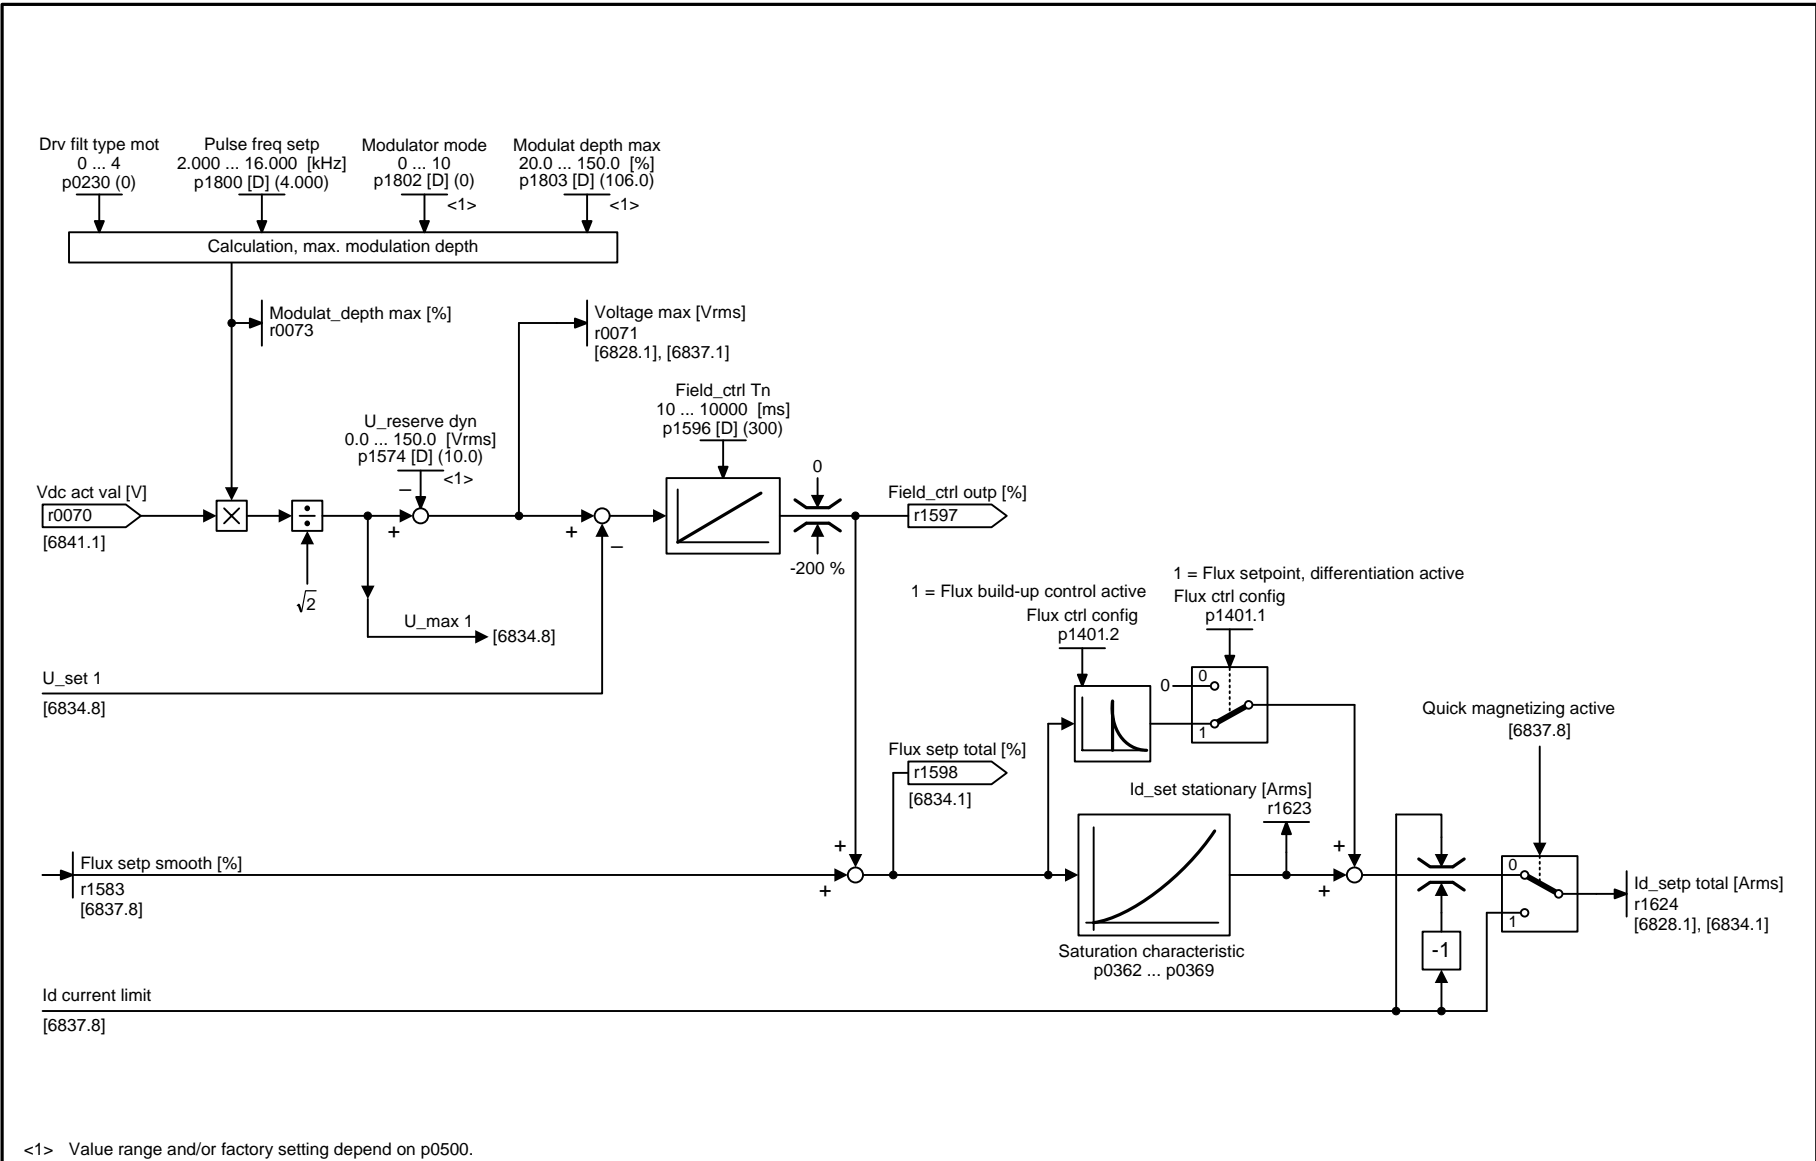 Drv filt type mot
0 ... 4
p0230 (0)
Pulse freq setp
2.000 ... 16.000 [kHz]
p1800 [D] (4.000)
Modulator mode
0 ... 10
p1802 [D] (0)
<1>
Modulat depth max
20.0 ... 150.0 [%]
p1803 [D] (106.0)
<1>
Calculation, max. modulation depth
Modulat_depth max [%]
r0073
Voltage max [Vrms]
r0071
[6828.1], [6837.1]
U_reserve dyn
0.0 ... 150.0 [Vrms]
p1574 [D] (10.0)
<1>
Field_ctrl Tn
10 ... 10000 [ms]
p1596 [D] (300)
Vdc act val [V]
r0070
[6841.1]
×
÷
√2
–
+
+
–
0
-200 %
Field_ctrl outp [%]
r1597
U_max 1
[6834.8]
U_set 1
[6834.8]
1 = Flux build-up control active
Flux ctrl config
p1401.2
1 = Flux setpoint, differentiation active
Flux ctrl config
p1401.1
0
0
1
Quick magnetizing active
[6837.8]
Flux setp total [%]
r1598
[6834.1]
Id_set stationary [Arms]
r1623
Flux setp smooth [%]
r1583
[6837.8]
+
+
+
+
Saturation characteristic
p0362 ... p0369
-1
0
1
Id_setp total [Arms]
r1624
[6828.1], [6834.1]
Id current limit
[6837.8]
<1> Value range and/or factory setting depend on p0500.